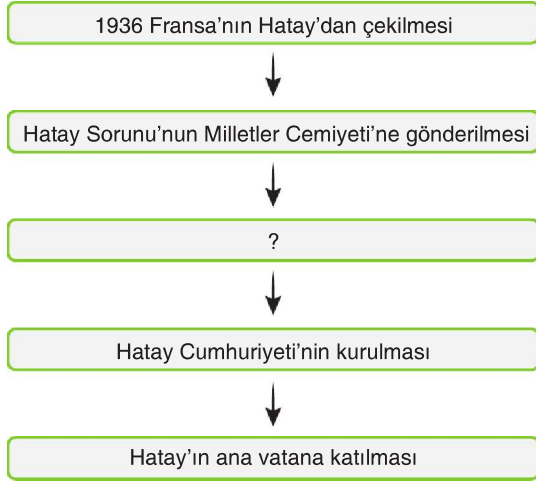 1936 Fransa’nın Hatay’dan çekilmesi
Hatay Sorunu’nun Milletler Cemiyeti’ne gönderilmesi
?
Hatay Cumhuriyeti’nin kurulması
Hatay’ın ana vatana katılması